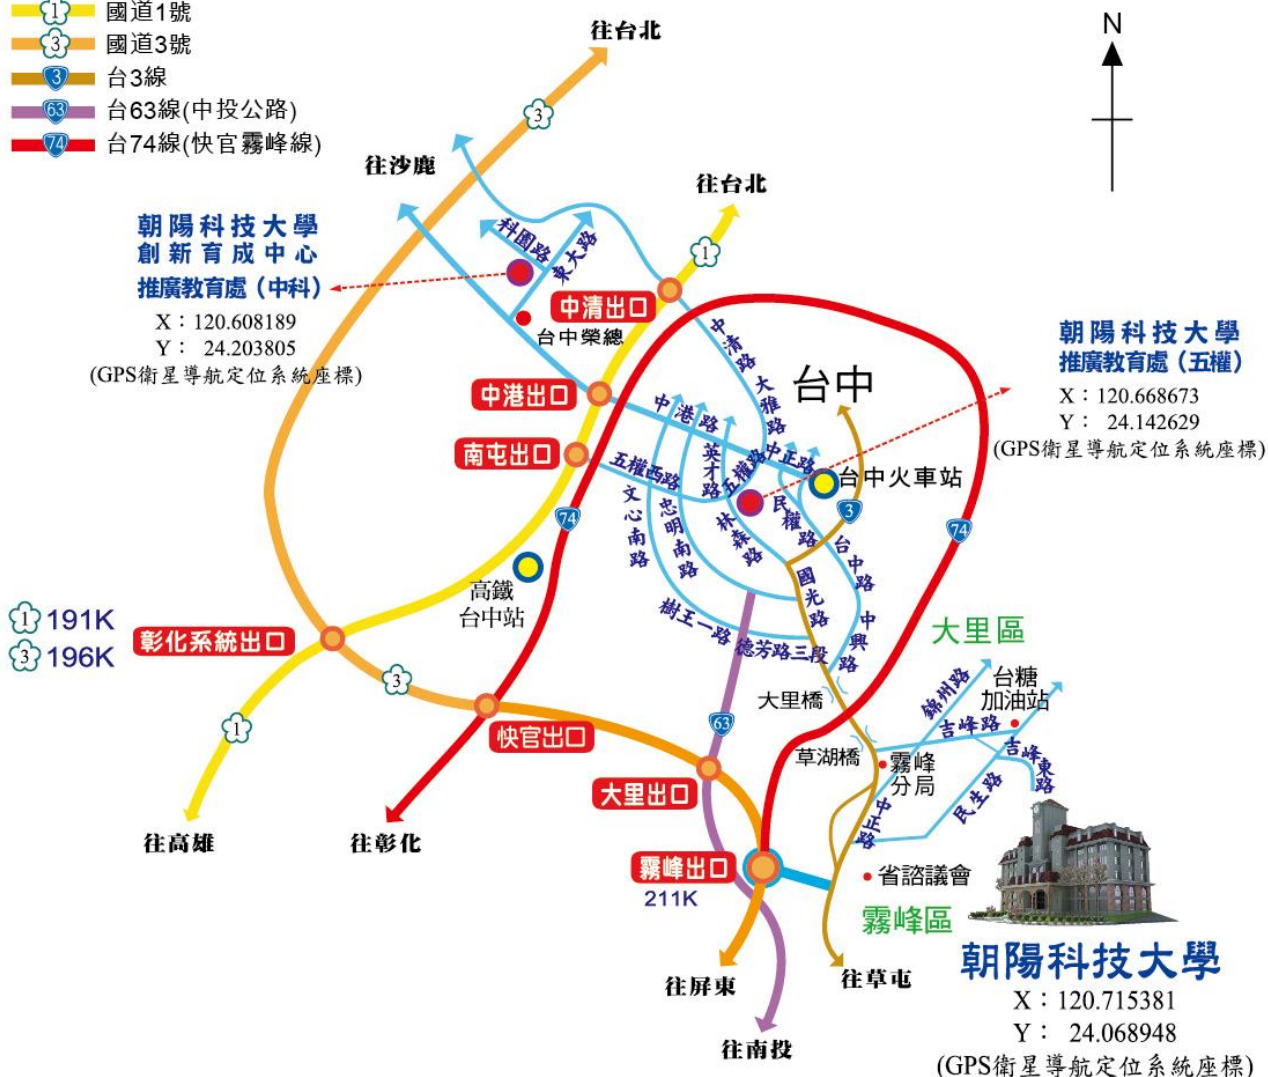 1 國道1號
3 國道3號
3 台3線
63 台63線(中投公路)
74 台74線(快官霧峰線)
N
往台北
3
往沙鹿
往台北
1
科園路
東大路
朝陽科技大學
創新育成中心
推廣教育處（中科）
X：120.608189
Y： 24.203805
(GPS衛星導航定位系統座標)
中清出口
台中榮總
中港出口
南屯出口
中清路
大雅路
台中
朝陽科技大學
推廣教育處（五權）
X：120.668673
Y： 24.142629
(GPS衛星導航定位系統座標)
中港路
英才路
五權路
中正路
五權西路
台中火車站
文心南路
忠明南路
林森路
民權路
3
74
74
台中路
國光路
中興路
高鐵
台中站
樹王一路
德芳路三段
1 191K
3 196K
彰化系統出口
3
1
快官出口
63
大里橋
大里區
錦州路
台糖
加油站
吉峰路
吉峰東路
草湖橋
霧峰
分局
民生路
中正路
大里出口
往高雄
往彰化
霧峰出口
211K
省諮議會
霧峰區
往屏東
往草屯
往南投
朝陽科技大學
X：120.715381
Y： 24.068948
(GPS衛星導航定位系統座標)